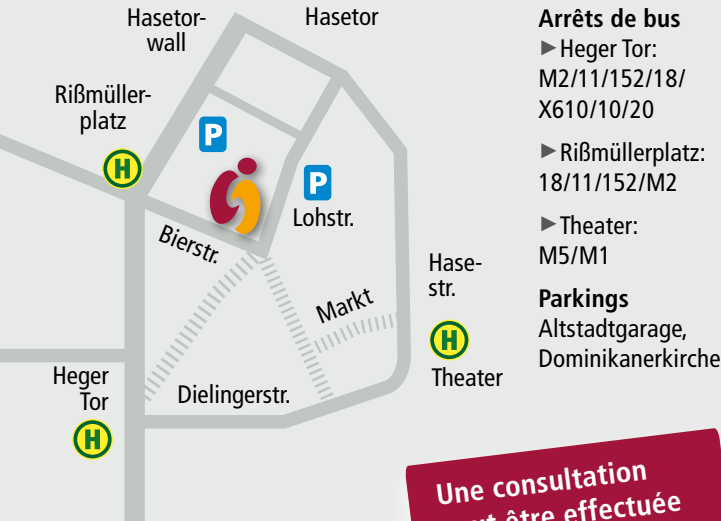 Hasetor-
wall
Hasetor
Rißmüller-
platz
H
P
P
Lohstr.
Bierstr.
Markt
Hase-
str.
H
Theater
Heger
Tor
H
Dielingerstr.
Arrêts de bus
►Heger Tor:
M2/11/152/18/
X610/10/20
►Rißmüllerplatz:
18/11/152/M2
►Theater:
M5/M1
Parkings
Altstadtgarage,
Dominikanerkirche
Une consultation
être effectuée